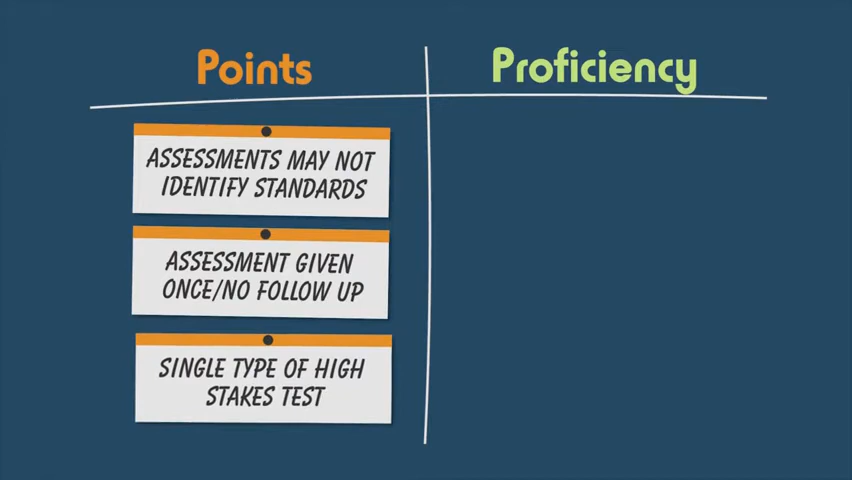 Points
Proficiency
ASSESSMENTS MAY NOT
IDENTIFY STANDARDS
ASSESSMENT GIVEN
ONCE/NO FOLLOW UP
SINGLE TYPE OF HIGH
STAKES TEST